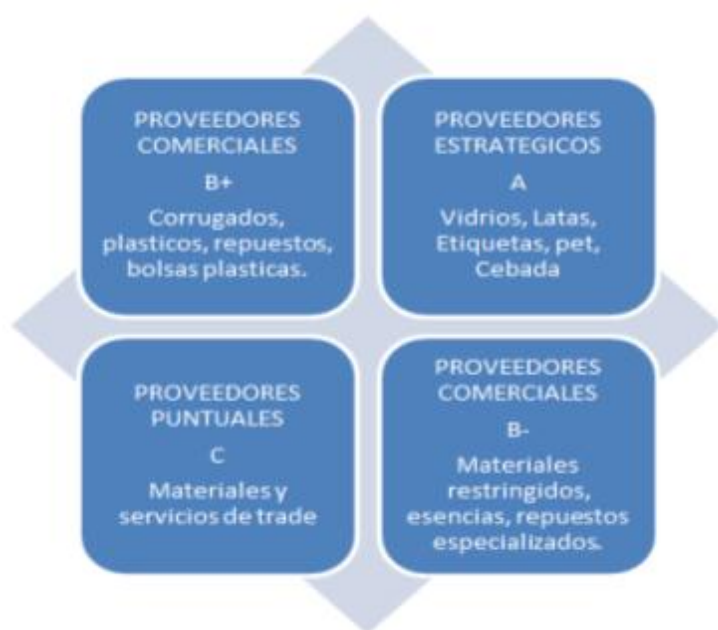 PROVEEDORES
COMERCIALES
B+
Corrugados,
plasticos, repuestos,
bolsas plasticas.
PROVEEDORES
ESTRATEGICOS
A
Vidrios, Latas,
Etiquetas, pet,
Cebada
PROVEEDORES
PUNTUALES
C
Materiales y
servicios de trade
PROVEEDORES
COMERCIALES
B-
Materiales
restringidos,
esencias, repuestos
especializados.